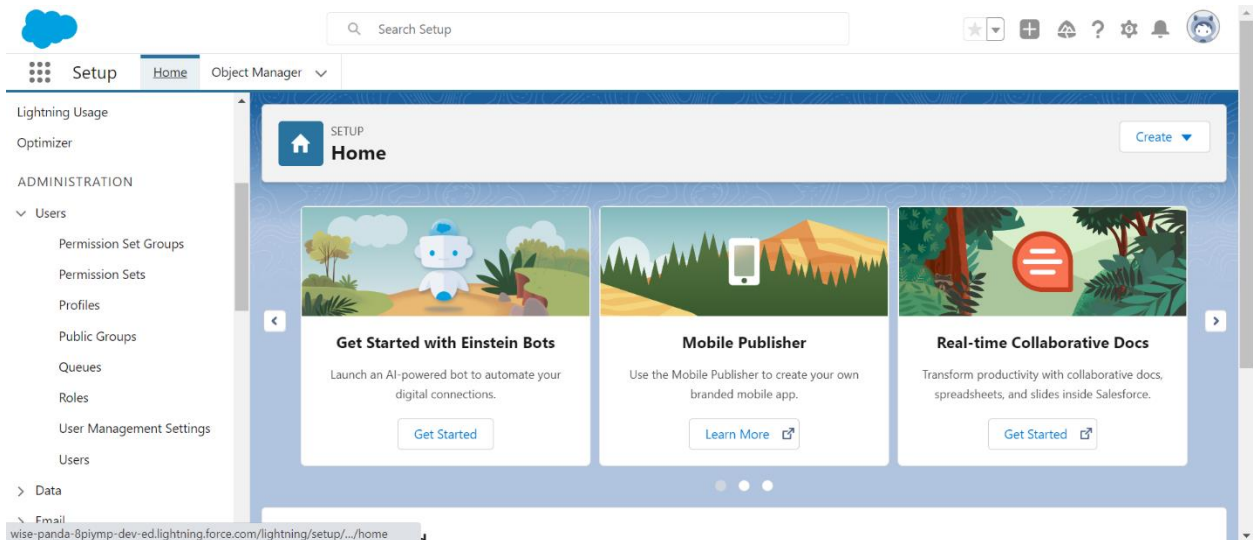 Search Setup
Setup
Home
Object Manager
Lightning Usage
Optimizer
ADMINISTRATION
Users
Permission Set Groups
Permission Sets
Profiles
Public Groups
Queues
Roles
User Management Settings
Users
Data
Email
wise-panda-8piymp-dev-ed.lightning.force.com/lightning/setup/.../home
SETUP
Home
Create
Get Started with Einstein Bots
Launch an AI-powered bot to automate your
digital connections.
Get Started
Mobile Publisher
Use the Mobile Publisher to create your own
branded mobile app.
Learn More
Real-time Collaborative Docs
Transform productivity with collaborative docs,
spreadsheets, and slides inside Salesforce.
Get Started